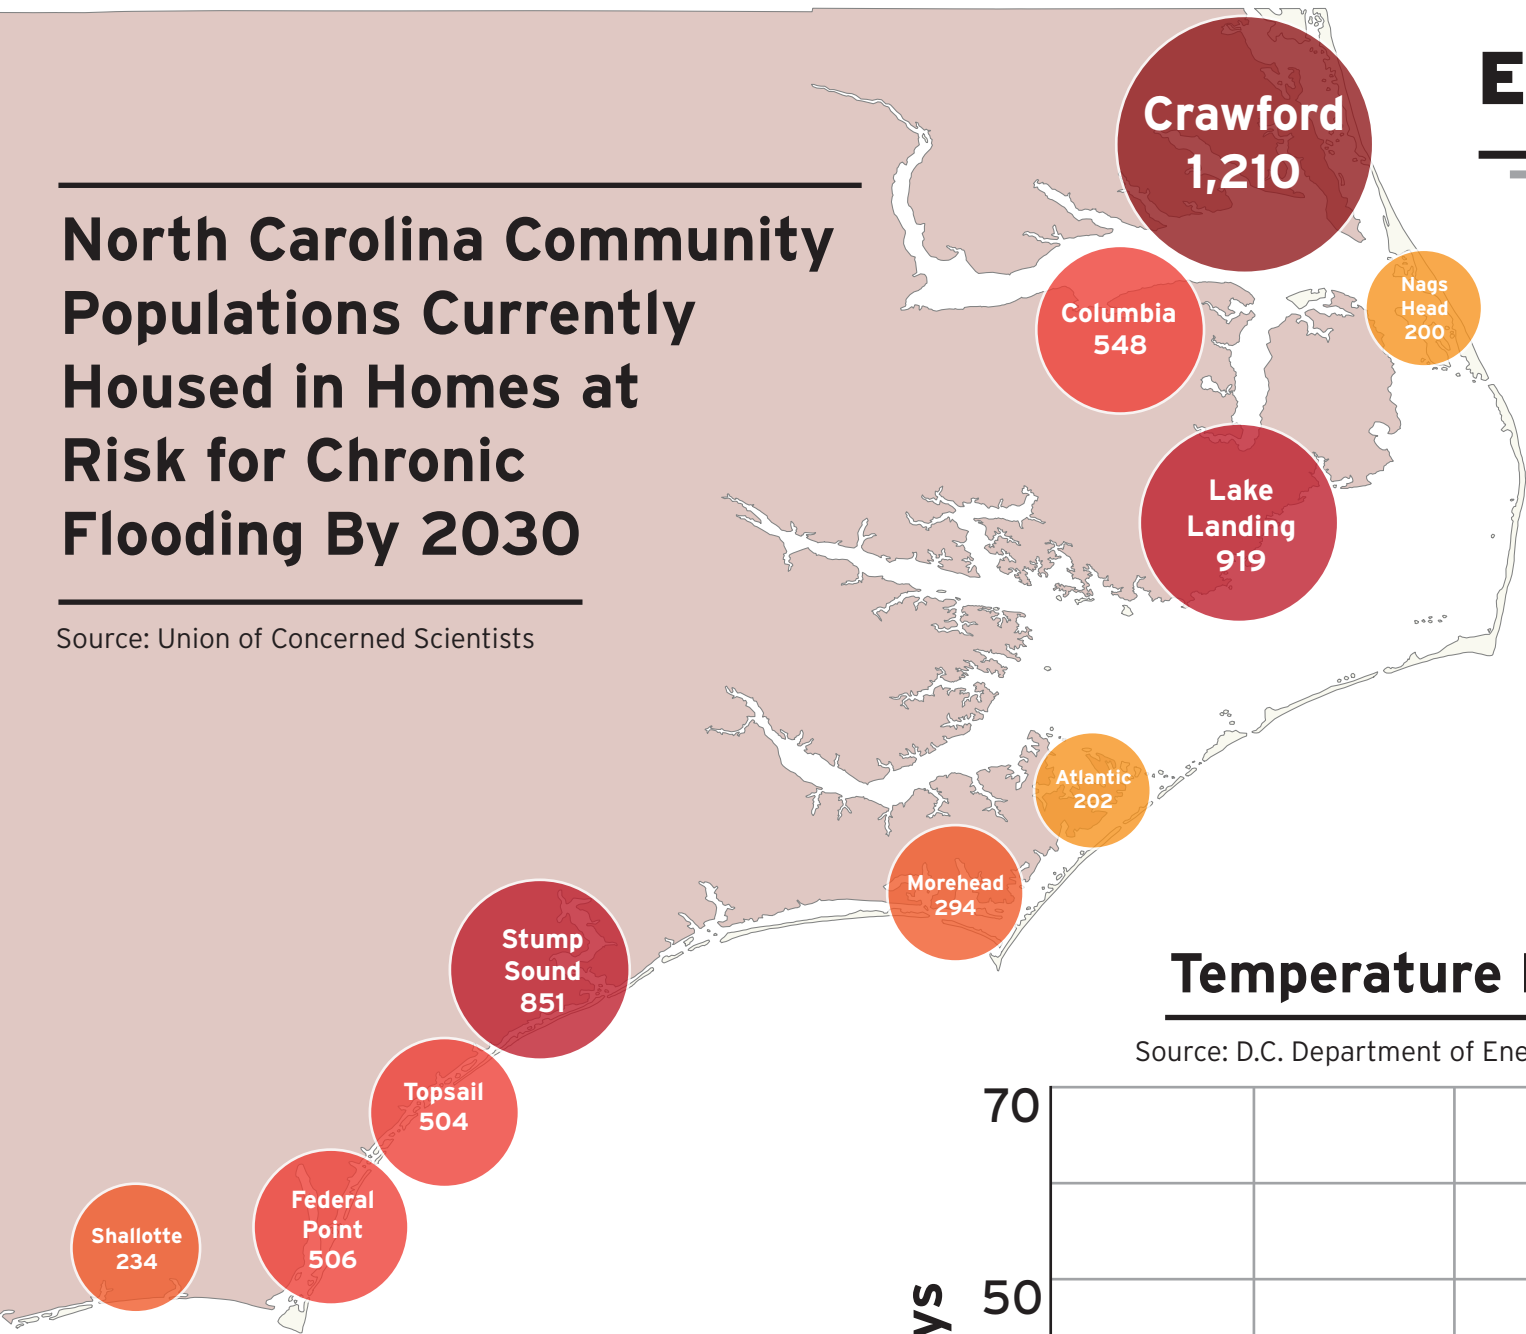 North Carolina Community
Populations Currently
Housed in Homes at
Risk for Chronic
Flooding By 2030
Source: Union of Concerned Scientists
Crawford
1,210
Columbia
548
Nags
Head
200
Lake
Landing
919
Atlantic
202
Morehead
294
Stump
Sound
851
Topsail
504
Federal
Point
506
Shallotte
234
E
Temperature
Source: D.C. Department of Ene
70
50
ys